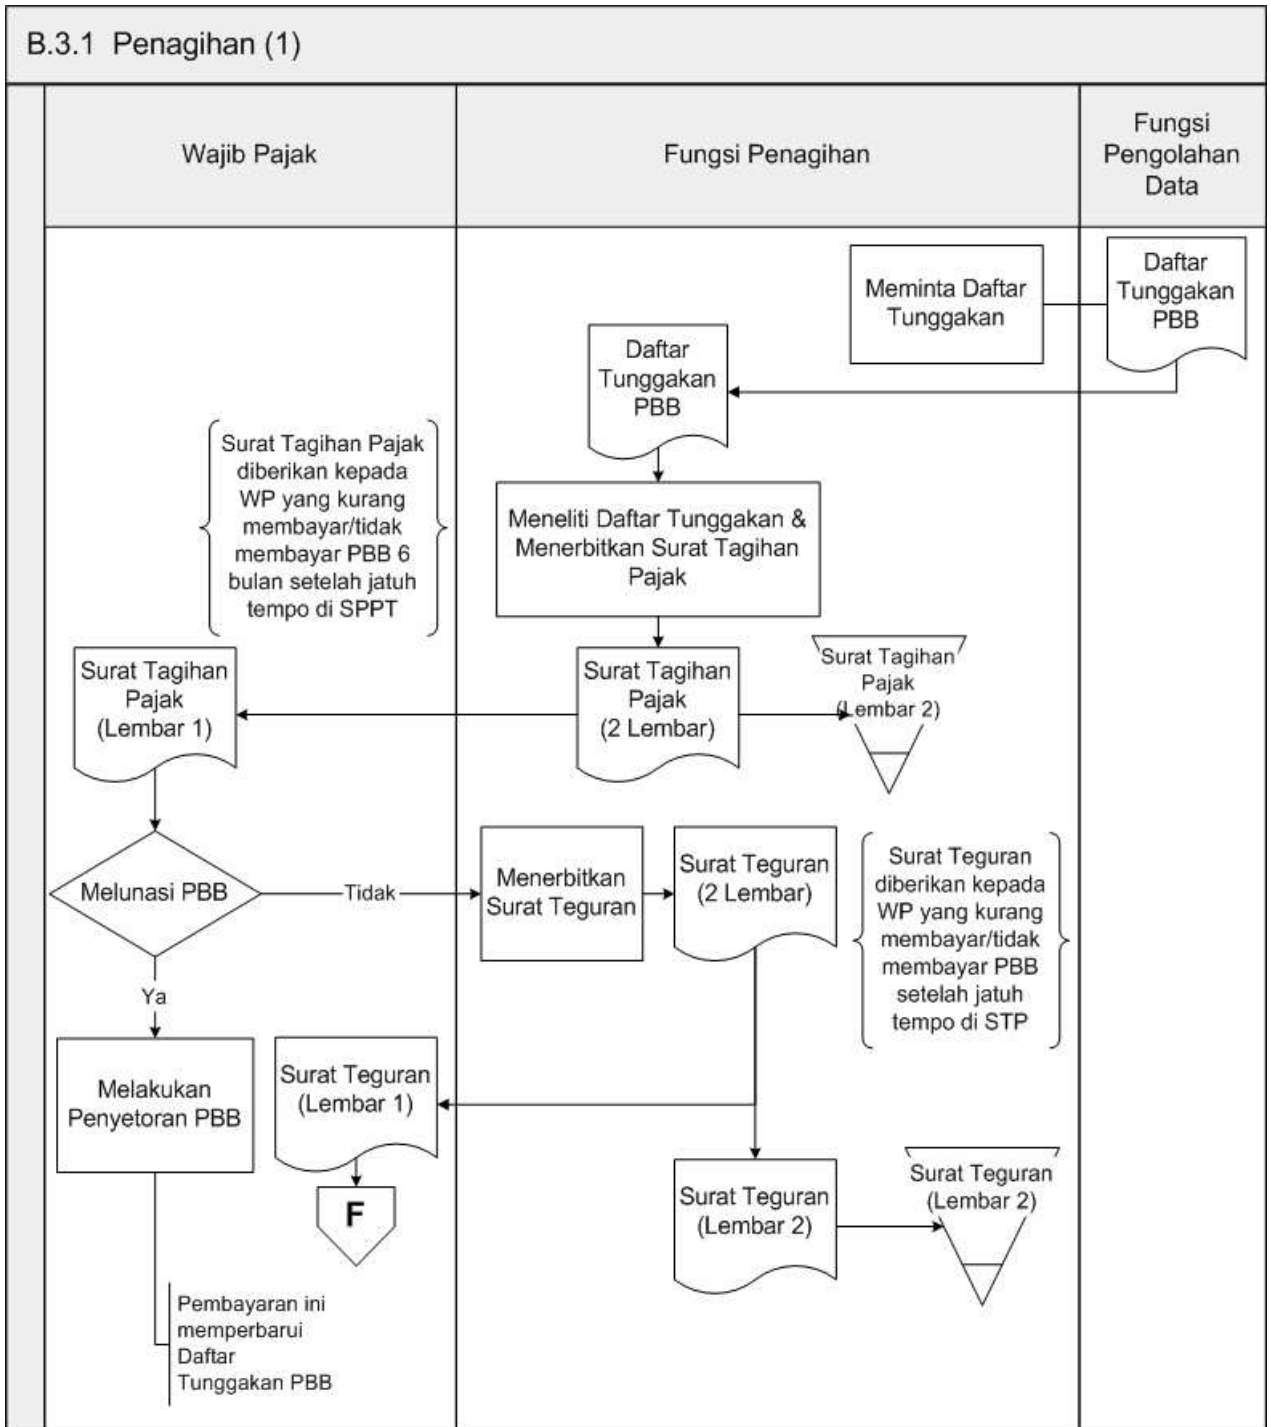 B.3.1 Penagihan (1)
Wajib Pajak
Fungsi Penagihan
Fungsi
Pengolahan
Data
Meminta Daftar
Tunggakan
Daftar
Tunggakan
PBB
Daftar
Tunggakan
PBB
Surat Tagihan Pajak
diberikan kepada
WP yang kurang
membayar/tidak
membayar PBB 6
bulan setelah jatuh
tempo di SPPT
Meneliti Daftar Tunggakan &
Menerbitkan Surat Tagihan
Pajak
Surat Tagihan
Pajak
(Lembar 1)
Surat Tagihan
Pajak
(2 Lembar)
Surat Tagihan
Pajak
(Lembar 2)
Melunasi PBB
Tidak
Menerbitkan
Surat Teguran
Surat Teguran
(2 Lembar)
Surat Teguran
diberikan kepada
WP yang kurang
membayar/tidak
membayar PBB
setelah jatuh
tempo di STP
Ya
Melakukan
Penyetoran PBB
Surat Teguran
(Lembar 1)
F
Surat Teguran
(Lembar 2)
Surat Teguran
(Lembar 2)
Pembayaran ini
memperbarui
Daftar
Tunggakan PBB